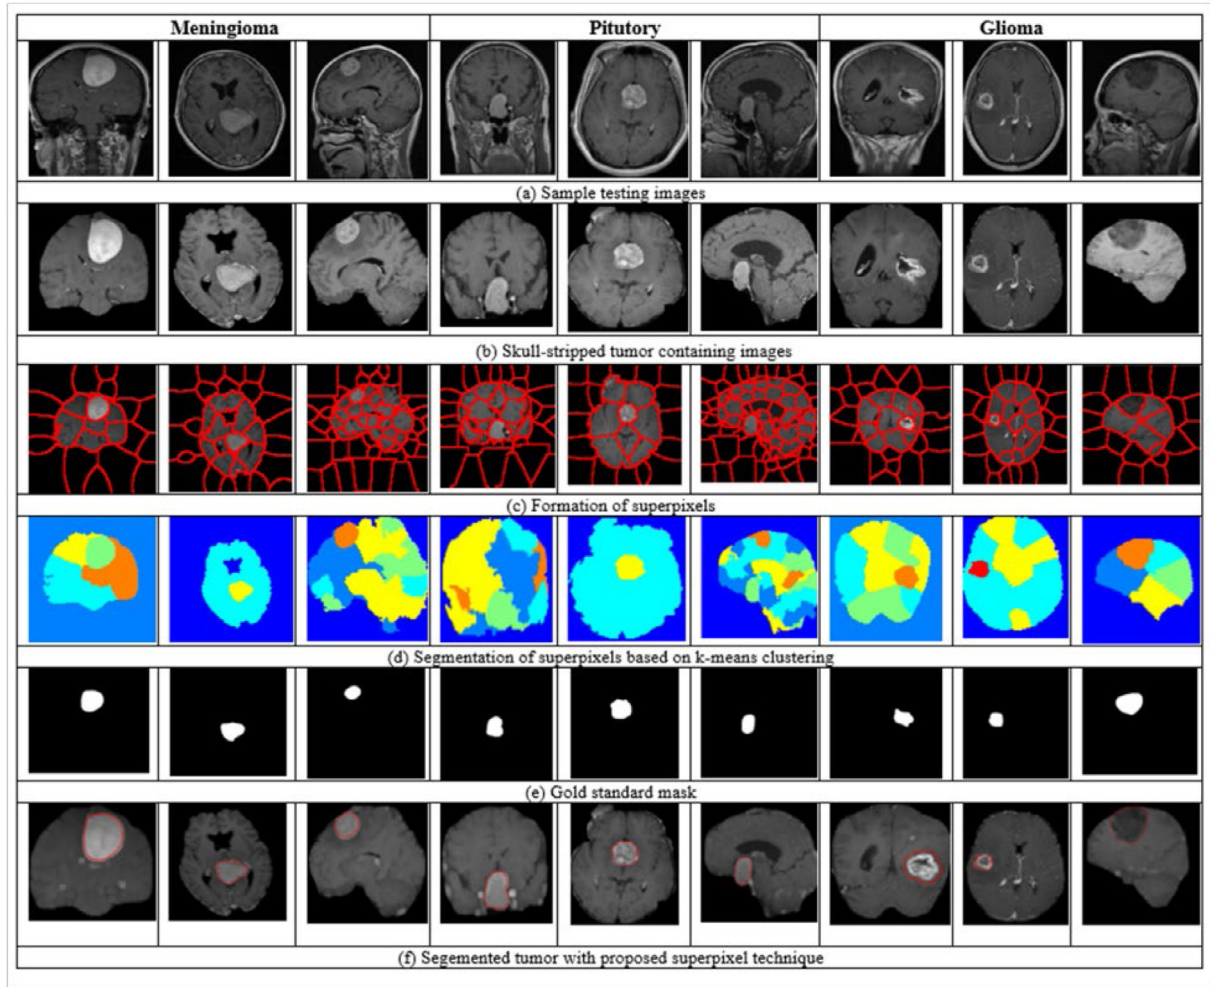 Meningioma Pitutory Glioma
(a) Sample testing images
(b) Skull-stripped tumor containing images
(c) Formation of superpixels
(d) Segmentation of superpixels based on k-means clustering
(e) Gold standard mask
(f) Segemented tumor with proposed superpixel technique